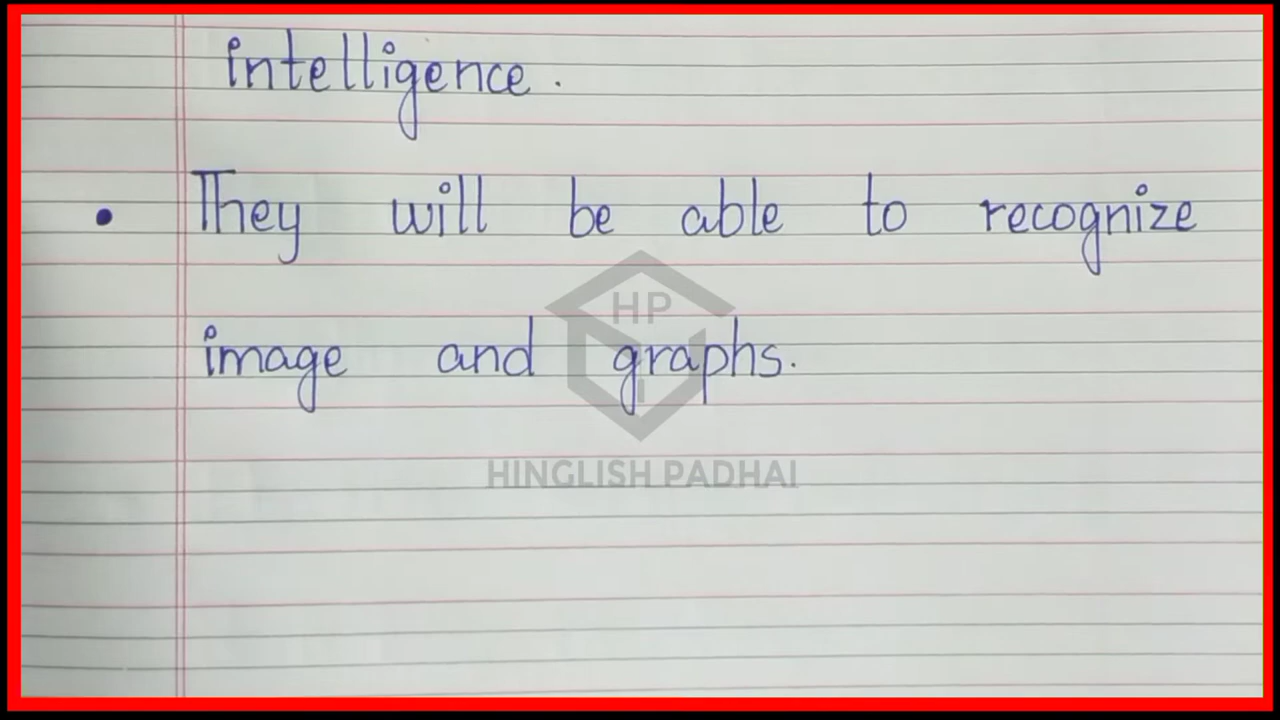 intelligence.
• They will be able to recognize
HP
image and graphs.
HINGLISH PADHAI